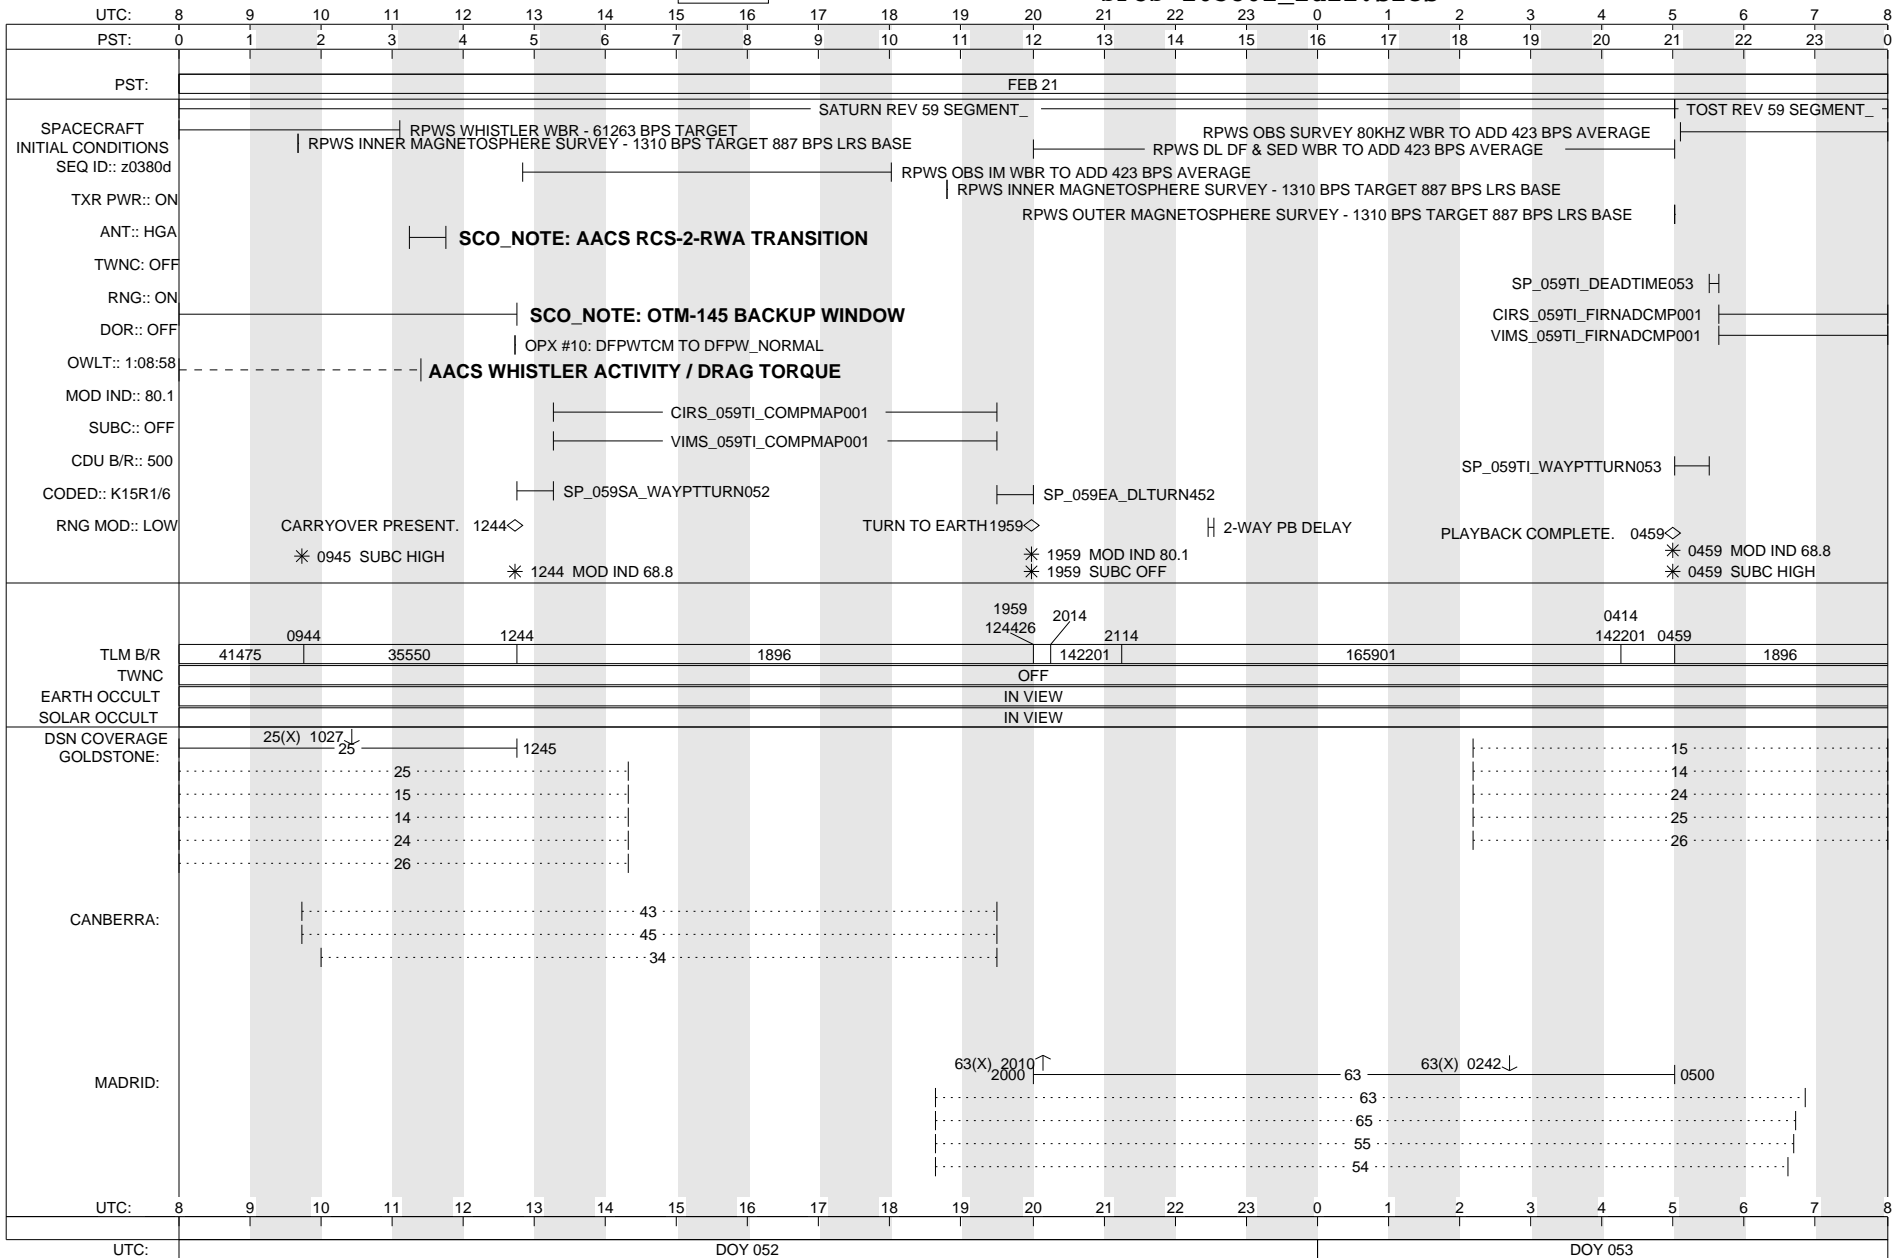 UTC: 8 9 10 11 12 13 14 15 16 17 18 19 20 21 22 23 0 1 2 3 4 5 6 7 8
PST: 0 1 2 3 4 5 6 7 8 9 10 11 12 13 14 15 16 17 18 19 20 21 22 23 0
PST: FEB 21
SATURN REV 59 SEGMENT_ TOST REV 59 SEGMENT_
SPACECRAFT
INITIAL CONDITIONS
SEQ ID:: z0380d
TXR PWR:: ON
ANT:: HGA
TWNC: OFF
RNG:: ON
DOR:: OFF
OWLT:: 1:08:58
MOD IND:: 80.1
SUBC:: OFF
CDU B/R:: 500
CODED:: K15R1/6
RNG MOD:: LOW
RPWS WHISTLER WBR - 61263 BPS TARGET
RPWS OBS SURVEY 80KHZ WBR TO ADD 423 BPS AVERAGE
RPWS INNER MAGNETOSPHERE SURVEY - 1310 BPS TARGET 887 BPS LRS BASE
RPWS DL DF & SED WBR TO ADD 423 BPS AVERAGE
RPWS OBS IM WBR TO ADD 423 BPS AVERAGE
RPWS INNER MAGNETOSPHERE SURVEY - 1310 BPS TARGET 887 BPS LRS BASE
RPWS OUTER MAGNETOSPHERE SURVEY - 1310 BPS TARGET 887 BPS LRS BASE
SCO_NOTE: AACS RCS-2-RWA TRANSITION
SP_059TI_DEADTIME053
SCO_NOTE: OTM-145 BACKUP WINDOW
CIRS_059TI_FIRNADCMP001
VIMS_059TI_FIRNADCMP001
OPX #10: DFPWTCM TO DFPW_NORMAL
AACS WHISTLER ACTIVITY / DRAG TORQUE
CIRS_059TI_COMPMAP001
VIMS_059TI_COMPMAP001
SP_059TI_WAYPTTURN053
SP_059SA_WAYPTTURN052
SP_059EA_DLTURN452
CARRYOVER PRESENT. 1244
TURN TO EARTH 1959
2-WAY PB DELAY
PLAYBACK COMPLETE. 0459
0945 SUBC HIGH
1959 MOD IND 80.1
0459 MOD IND 68.8
1244 MOD IND 68.8
1959 SUBC OFF
0459 SUBC HIGH
1959 2014 0414
0944 1244 124426 2114 142201 0459
TLM B/R 41475 35550 1896 142201 165901 1896
TWNC OFF
EARTH OCCULT IN VIEW
SOLAR OCCULT IN VIEW
DSN COVERAGE
GOLDSTONE:
25(X) 1027
25 1245 15
25 14
15 24
14 25
24 26
26
CANBERRA:
43
45
34
MADRID:
63(X) 2010 63(X) 0242
2000 63 0500
63
65
55
54
UTC: 8 9 10 11 12 13 14 15 16 17 18 19 20 21 22 23 0 1 2 3 4 5 6 7 8
UTC: DOY 052 DOY 053